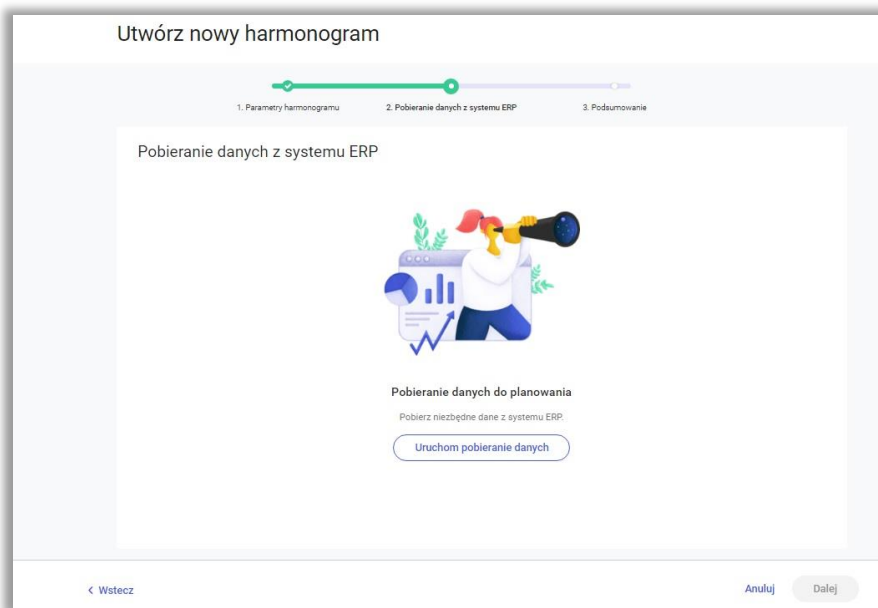 Utwórz nowy harmonogram
1. Parametry harmonogramu
2. Pobieranie danych z systemu ERP
3. Podsumowanie
Pobieranie danych z systemu ERP
Pobieranie danych do planowania
Pobierz niezbędne dane z systemu ERP.
Uruchom pobieranie danych
Wstecz
Anuluj
Dalej